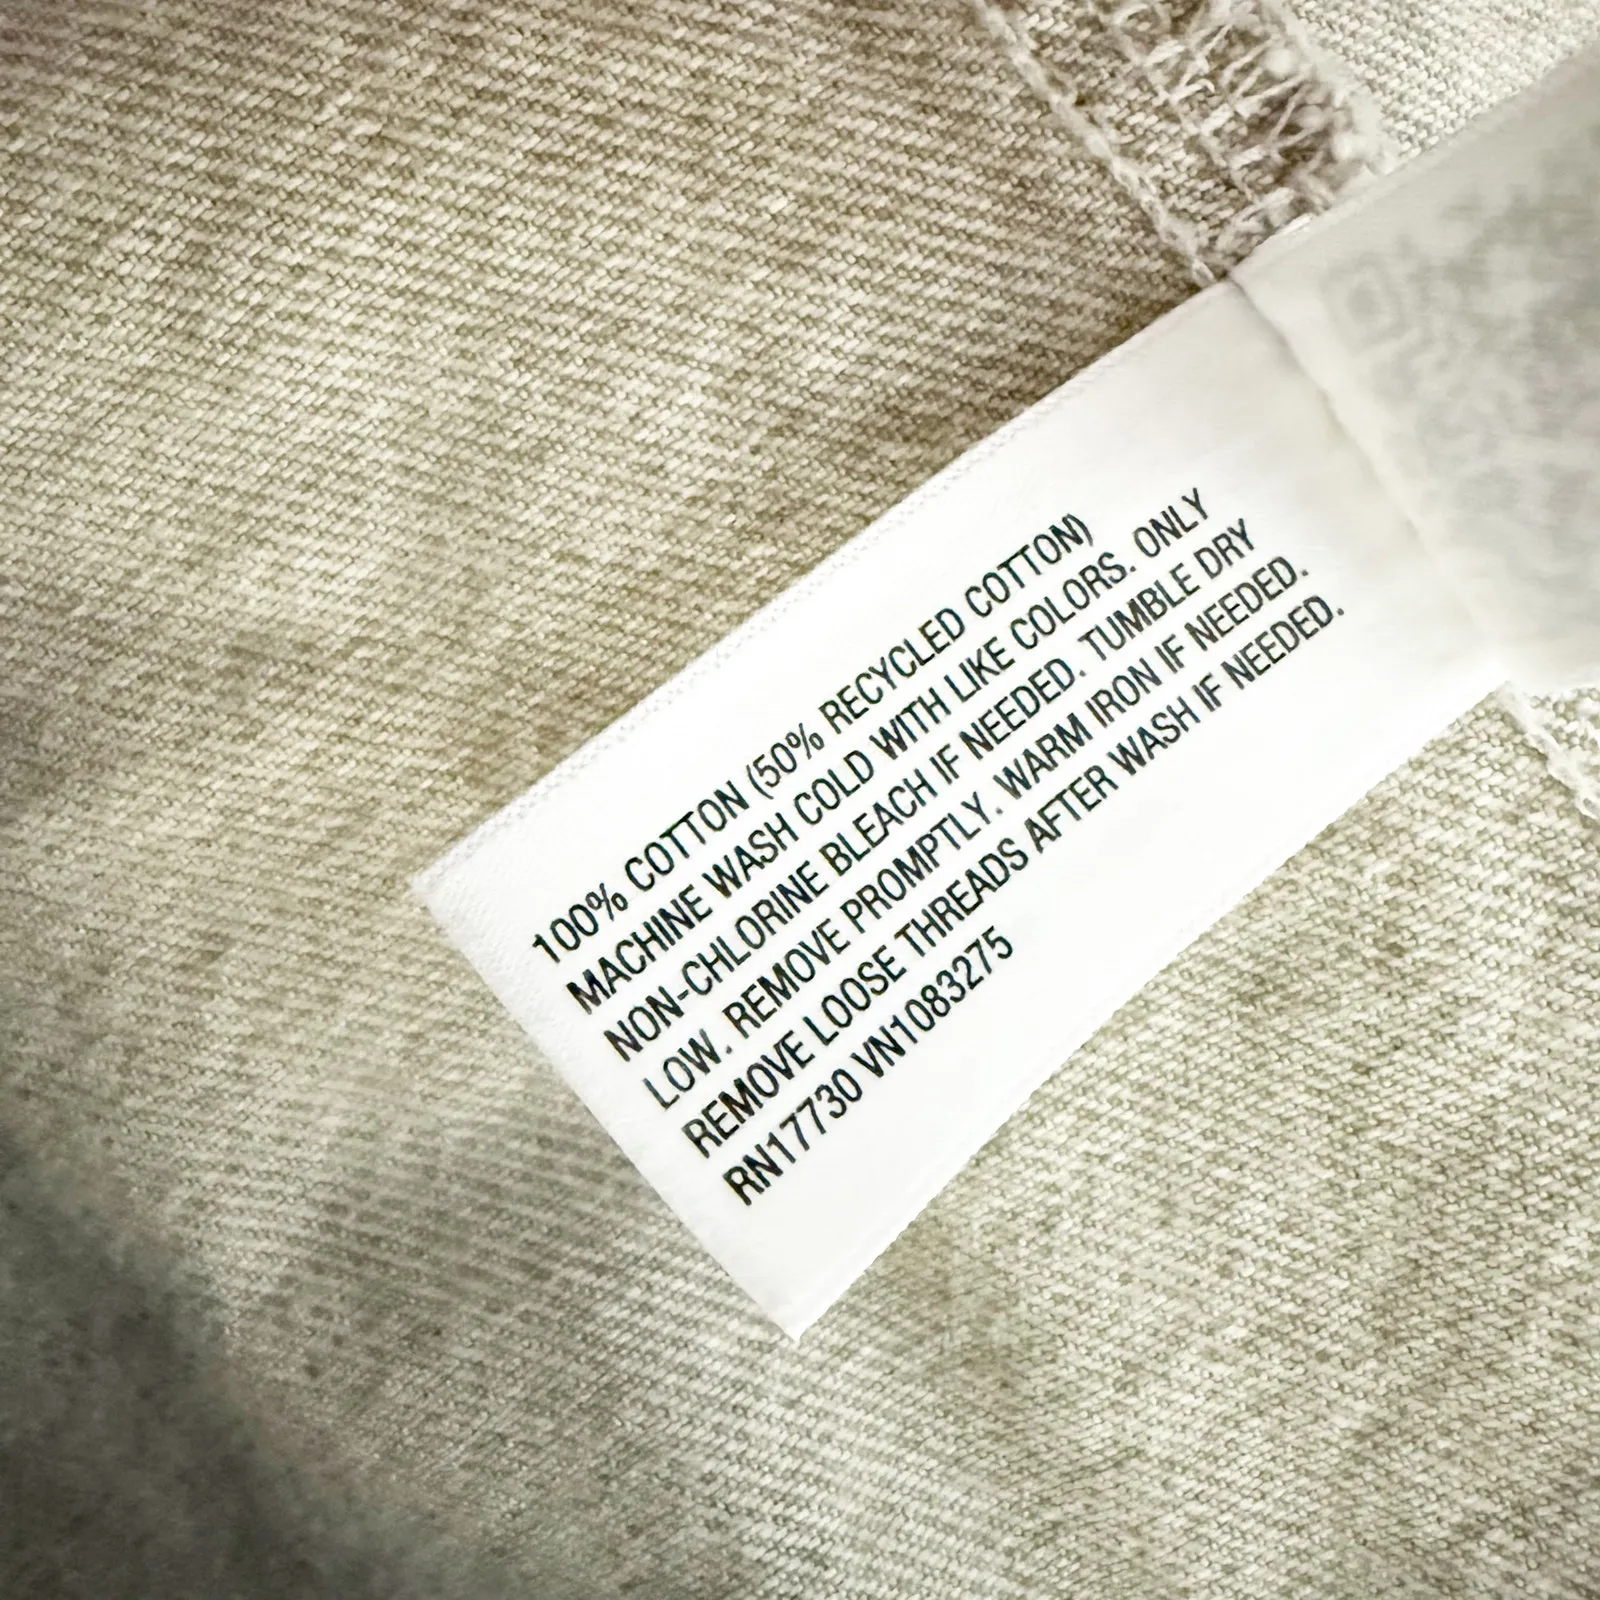 100% COTTON (50% RECYCLED COTTON)
MACHINE WASH COLD WITH LIKE COLORS. ONLY
NON-CHLORINE BLEACH IF NEEDED. TUMBLE DRY
LOW. REMOVE PROMPTLY. WARM IRON IF NEEDED.
REMOVE LOOSE THREADS AFTER WASH IF NEEDED.
RN17730 VN1083275